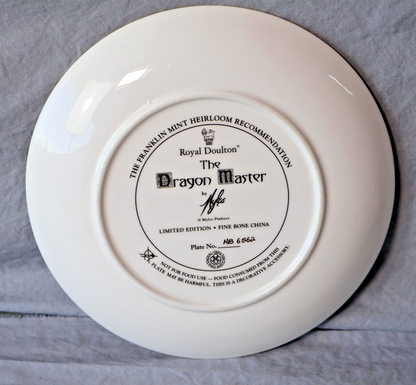 THE FRANKLIN MINT HEIRLOOM RECOMMENDATION
Royal Doulton®
The
Dragon Master
by
© Myles Pinkney
LIMITED EDITION • FINE BONE CHINA
Plate No. HB 6562
NOT FOR FOOD USE — FOOD CONSUMED FROM THIS
PLATE MAY BE HARMFUL. THIS IS A DECORATIVE ACCESSORY.